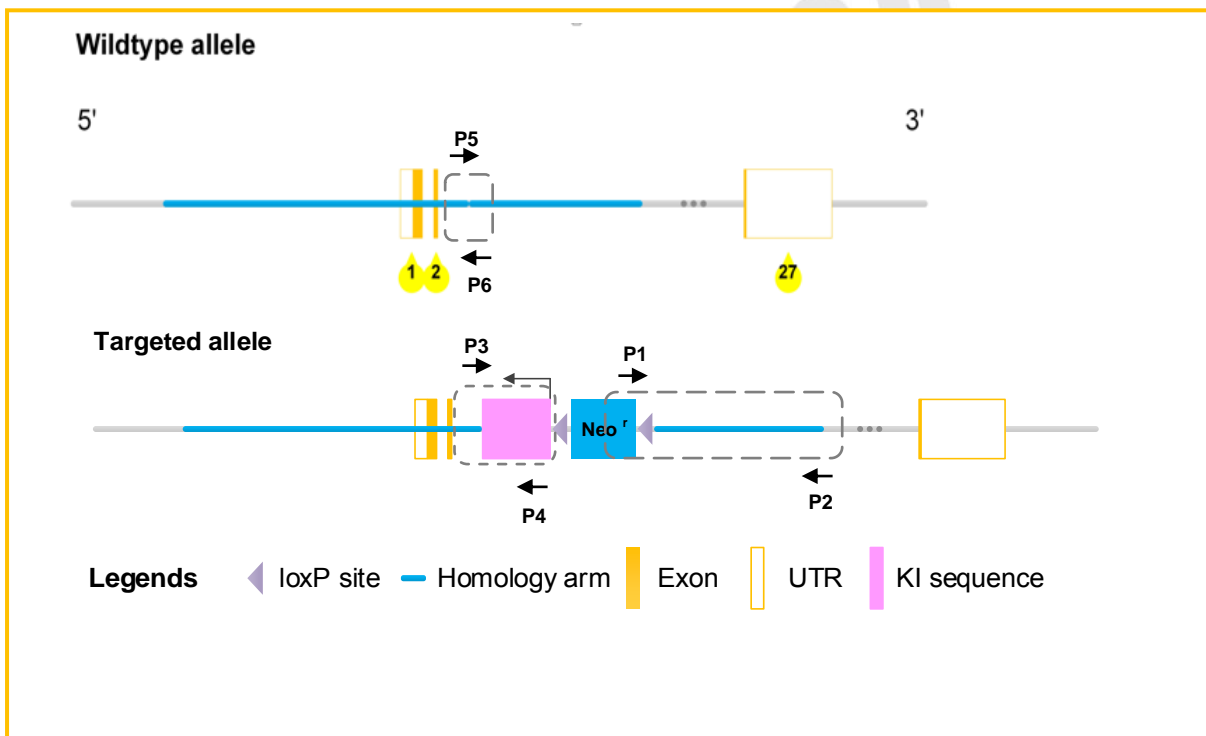 Wildtype allele
5' 3'
P5
P6
1 2 27
Targeted allele
P3 P1
Neo r
P4 P2
Legends loxP site Homology arm Exon UTR KI sequence